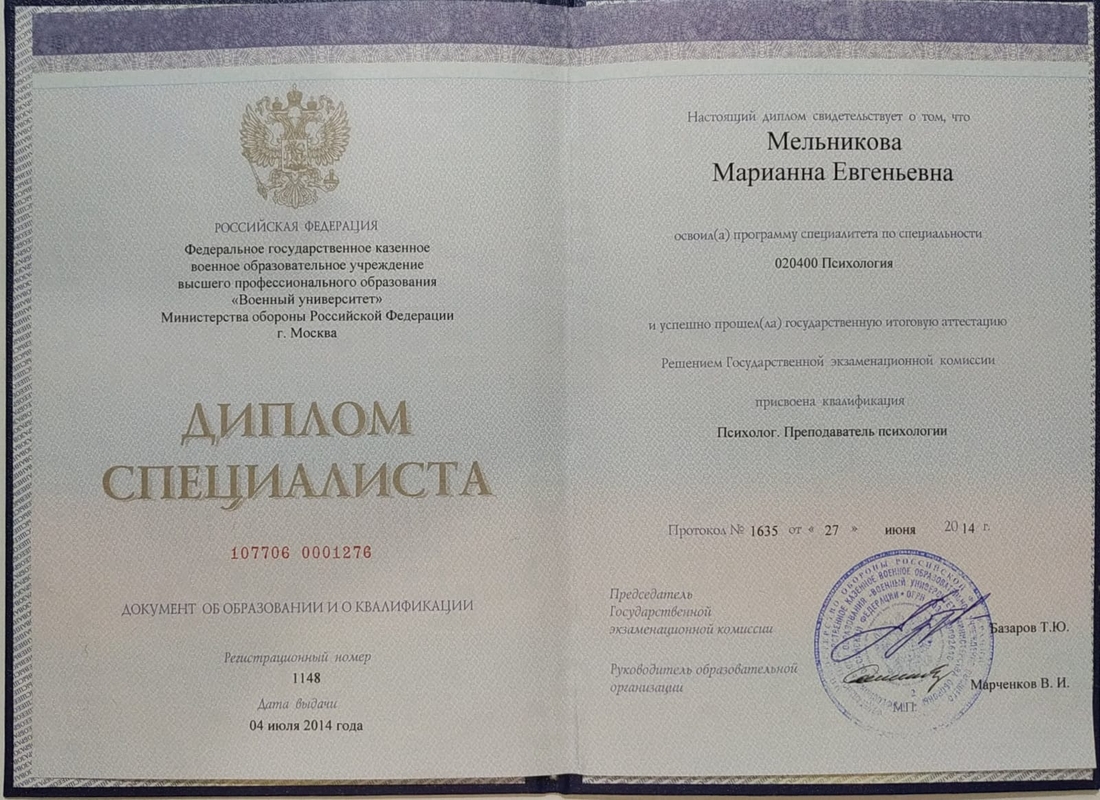 РОССИЙСКАЯ ФЕДЕРАЦИЯ
Федеральное государственное казенное
военное образовательное учреждение
высшего профессионального образования
«Военный университет»
Министерства обороны Российской Федерации
г. Москва
ДИПЛОМ
СПЕЦИАЛИСТА
107706 0001276
ДОКУМЕНТ ОБ ОБРАЗОВАНИИ И О КВАЛИФИКАЦИИ
Регистрационный номер
1148
Дата выдачи
04 июля 2014 года
Настоящий диплом свидетельствует о том, что
Мельникова
Марианна Евгеньевна
освоил(а) программу специалитета по специальности
020400 Психология
и успешно прошел(ла) государственную итоговую аттестацию
Решением Государственной экзаменационной комиссии
присвоена квалификация
Психолог. Преподаватель психологии
Протокол № 1635 от « 27 » июня 2014 г.
Председатель
Государственной
экзаменационной комиссии
Базаров Т.Ю.
Руководитель образовательной
организации
Марченков В. И.
М.П.